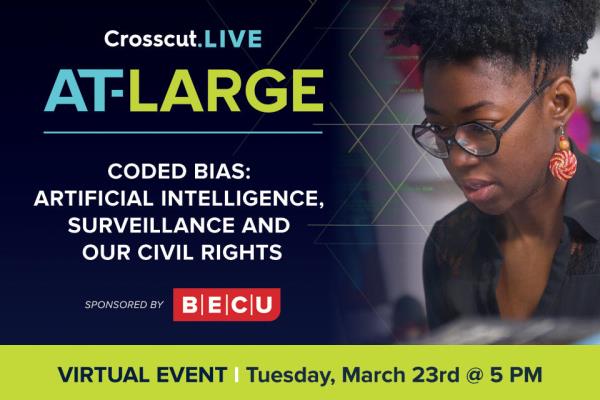 Crosscut.LIVE
AT-LARGE
CODED BIAS:
ARTIFICIAL INTELLIGENCE,
SURVEILLANCE AND
OUR CIVIL RIGHTS
SPONSORED BY B|E|C|U
VIRTUAL EVENT | Tuesday, March 23rd @ 5 PM